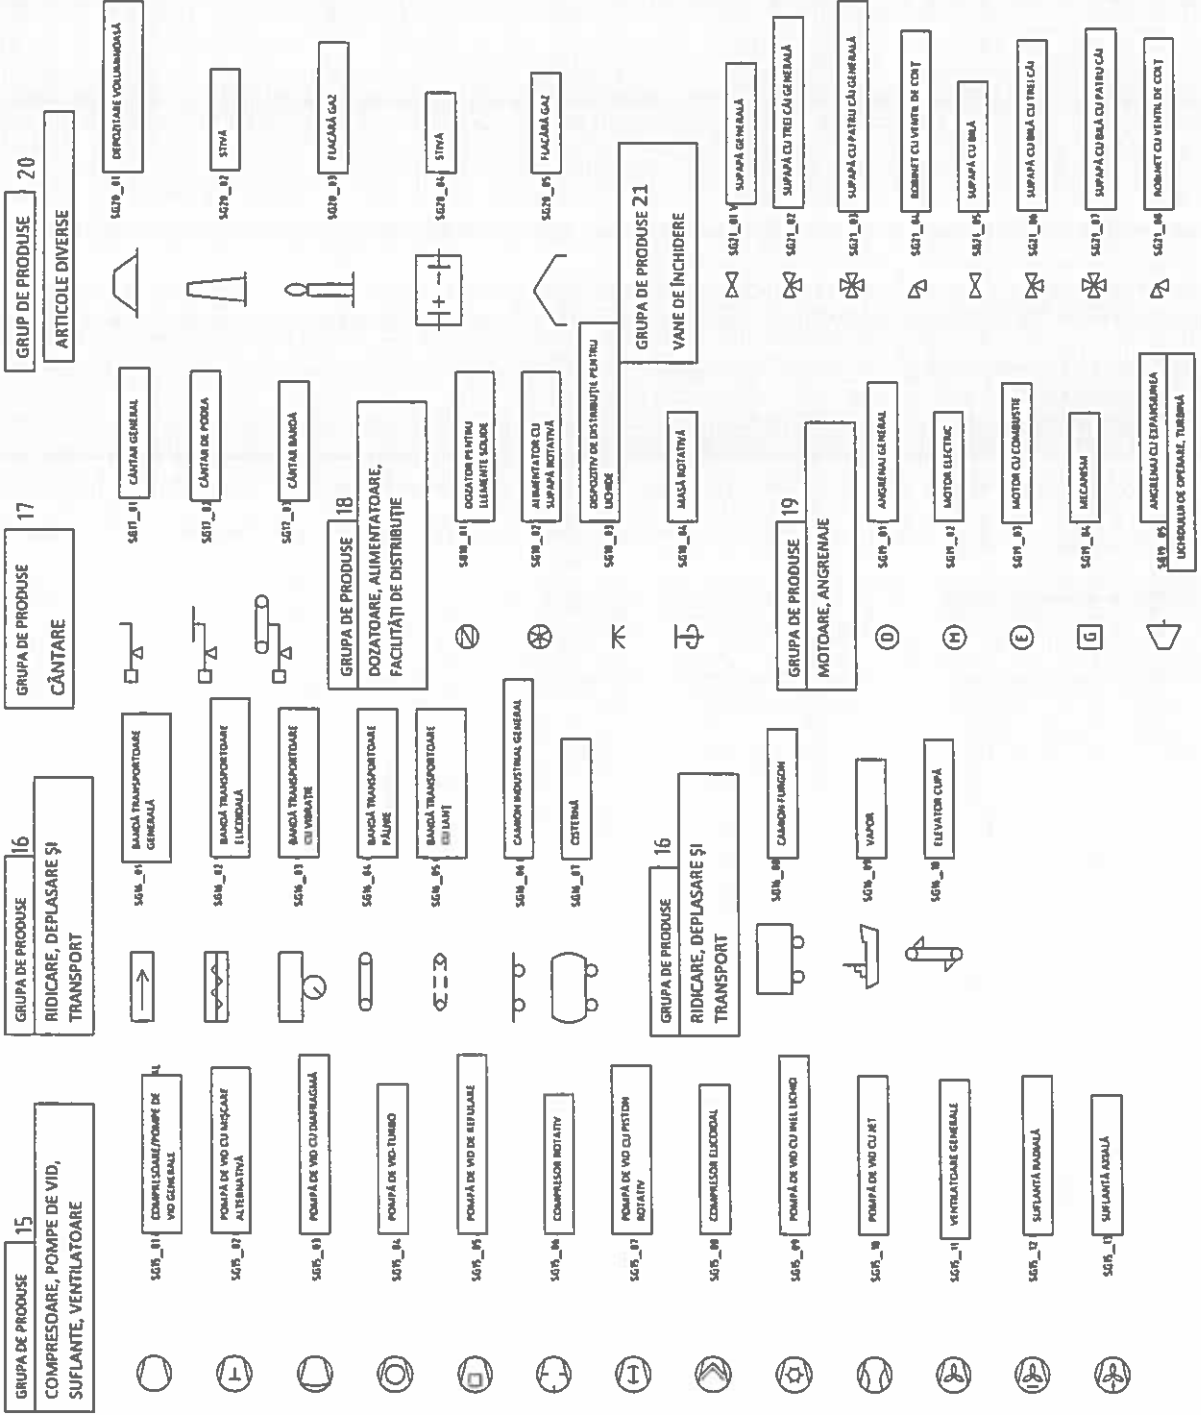 GRUPA DE PRODUSE 15
COMPRESOARE, POMPE DE VID,
SUFLANTE, VENTILATOARE
SG15_01
COMPRESOARE/POMPE DE
VID GENERALE
SG15_02
POMPĂ DE VID CU MIȘCARE
ALTERNATIVĂ
SG15_03
POMPĂ DE VID CU DIAFRAGMĂ
SG15_04
POMPĂ DE VID-TURBO
SG15_05
POMPĂ DE VID DE REFULARE
SG15_06
COMPRESOR ROTATIV
SG15_07
POMPĂ DE VID CU PISTON
ROTATIV
SG15_08
COMPRESOR ELICOIDAL
SG15_09
POMPĂ DE VID CU INEL LICHID
SG15_10
POMPĂ DE VID CU JET
SG15_11
VENTILATOARE GENERALE
SG15_12
SUFLANTĂ RADIALĂ
SG15_13
SUFLANTĂ AXIALĂ
GRUPA DE PRODUSE 16
RIDICARE, DEPLASARE ȘI
TRANSPORT
SG16_01
BANDĂ TRANSPORTOARE
GENERALĂ
SG16_02
BANDĂ TRANSPORTOARE
ELICOIDALĂ
SG16_03
BANDĂ TRANSPORTOARE
CU VIBRAȚIE
SG16_04
BANDĂ TRANSPORTOARE
PÂLNIE
SG16_05
BANDĂ TRANSPORTOARE
CU LANȚ
SG16_06
CAMION INDUSTRIAL GENERAL
SG16_07
CISTERNĂ
GRUPA DE PRODUSE 16
RIDICARE, DEPLASARE ȘI
TRANSPORT
SG16_08
CAMION FURGON
SG16_09
VAPOR
SG16_10
ELEVATOR CUPĂ
GRUPA DE PRODUSE 17
CÂNTARE
SG17_01
CÂNTAR GENERAL
SG17_02
CÂNTAR DE PODEA
SG17_03
CÂNTAR BANDĂ
GRUPA DE PRODUSE 18
DOZATOARE, ALIMENTATOARE,
FACILITĂȚI DE DISTRIBUȚIE
SG18_01
DOZATOR PENTRU
ELEMENTE SOLIDE
SG18_02
ALIMENTATOR CU
SUPAPĂ ROTATIVĂ
SG18_03
DISPOZITIV DE DISTRIBUȚIE PENTRU
LICHIDE
SG18_04
MASĂ ROTATIVĂ
GRUPA DE PRODUSE 19
MOTOARE, ANGRENAJE
D
SG19_01
ANGRENAJ GENERAL
M
SG19_02
MOTOR ELECTRIC
E
SG19_03
MOTOR CU COMBUSTIE
G
SG19_04
MECANISM
SG19_05
ANGRENAJ CU EXPANSIUNEA
LICHIDULUI DE OPERARE, TURBINĂ
GRUP DE PRODUSE 20
ARTICOLE DIVERSE
SG20_01
DEPOZITARE VOLUMINOASĂ
SG20_02
STIVĂ
SG20_03
FLACĂRĂ GAZ
SG20_04
STIVĂ
SG20_05
FLACĂRĂ GAZ
GRUPA DE PRODUSE 21
VANE DE ÎNCHIDERE
SG21_01 V
SUPAPĂ GENERALĂ
SG21_02
SUPAPĂ CU TREI CĂI GENERALĂ
SG21_03
SUPAPĂ CU PATRU CĂI GENERALĂ
SG21_04
ROBINET CU VENTIL DE COLȚ
SG21_05
SUPAPĂ CU BILĂ
SG21_06
SUPAPĂ CU BILĂ CU TREI CĂI
SG21_07
SUPAPĂ CU BILĂ CU PATRU CĂI
SG21_08
ROBINET CU VENTIL DE COLȚ